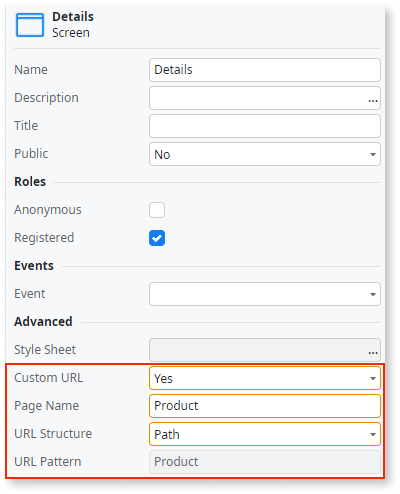 Details
Screen
Name Details
Description ...
Title
Public No
Roles
Anonymous
Registered
Events
Event
Advanced
Style Sheet ...
Custom URL Yes
Page Name Product
URL Structure Path
URL Pattern Product